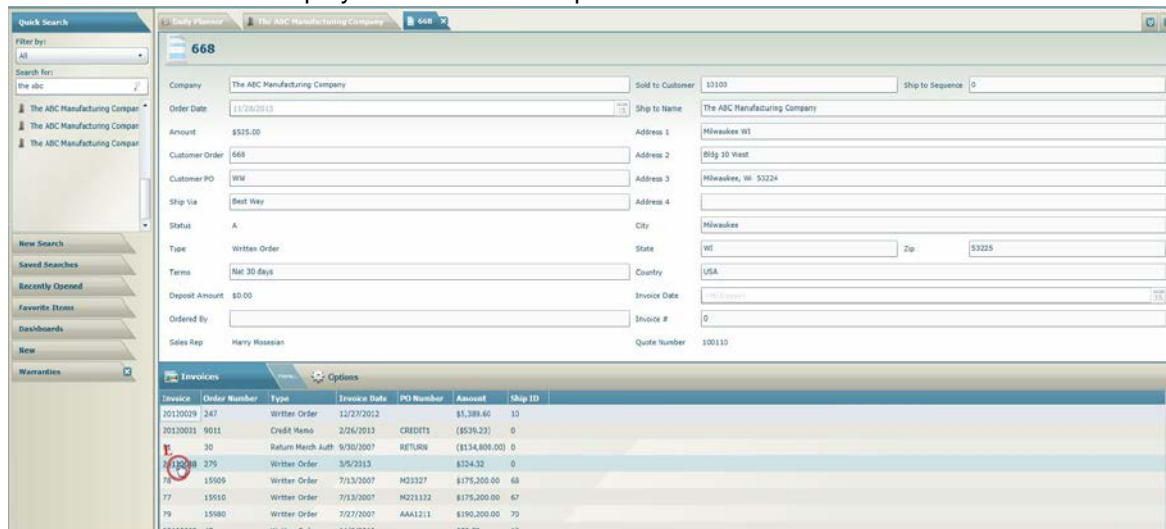 Quick Search
Daily Planner The ABC Manufacturing Company 668 X
Filter by:
All
668
Search for:
the abc
Company The ABC Manufacturing Company Sold to Customer 10100 Ship to Sequence 0
The ABC Manufacturing Compan
Order Date 11/28/2013 Ship to Name The ABC Manufacturing Company
The ABC Manufacturing Compan
Amount $525.00 Address 1 Milwaukee WI
The ABC Manufacturing Compan
Customer Order 668 Address 2 Bldg 10 West
Customer PO WW Address 3 Milwaukee, Wi 53224
Ship Via Best Way Address 4
Status A City Milwaukee
New Search
Type Written Order State WI Zip 53225
Saved Searches
Terms Net 30 days Country USA
Recently Opened
Deposit Amount $0.00 Invoice Date
Favorite Items
Ordered By Invoice # 0
Dashboards
Sales Rep Harry Mosesian Quote Number 100110
New
Warranties
Invoices Options
Invoice Order Number Type Invoice Date PO Number Amount Ship ID
20120029 247 Written Order 12/27/2012 $5,389.60 10
20120031 9011 Credit Memo 2/26/2013 CREDIT1 ($539.23) 0
30 Return Merch Auth 9/30/2007 RETURN ($134,800.00) 0
279 Written Order 3/5/2013 $324.32 0
78 15909 Written Order 7/13/2007 M23327 $175,200.00 68
77 15910 Written Order 7/13/2007 M221122 $175,200.00 67
79 15980 Written Order 7/27/2007 AAA1211 $190,200.00 70